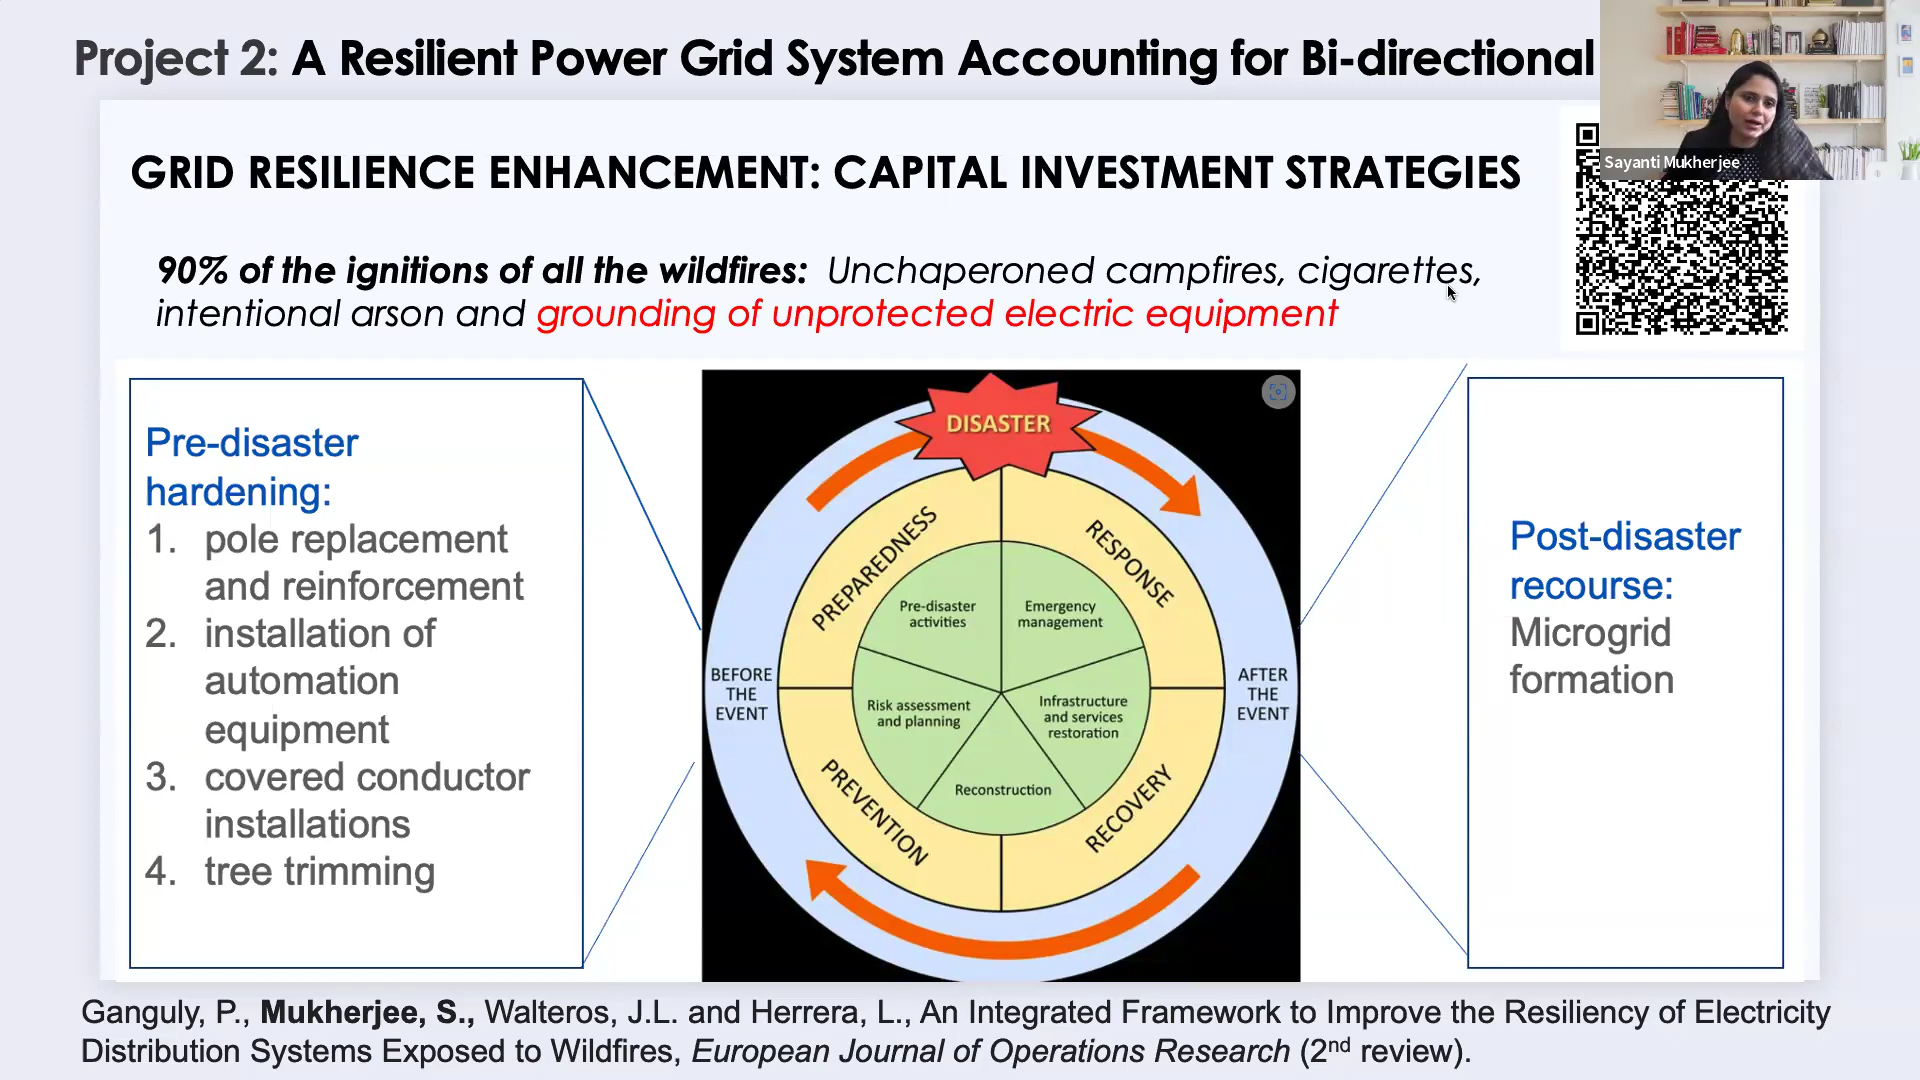 Project 2: A Resilient Power Grid System Accounting for Bi-directional
Sayanti Mukherjee
GRID RESILIENCE ENHANCEMENT: CAPITAL INVESTMENT STRATEGIES
90% of the ignitions of all the wildfires: Unchaperoned campfires, cigarettes,
intentional arson and grounding of unprotected electric equipment
Pre-disaster
hardening:
1. pole replacement
and reinforcement
2. installation of
automation
equipment
3. covered conductor
installations
4. tree trimming
DISASTER
PREPAREDNESS
RESPONSE
Pre-disaster
activities
Emergency
management
BEFORE
THE
EVENT
Risk assessment
and planning
Infrastructure
and services
restoration
AFTER
THE
EVENT
Reconstruction
PREVENTION
RECOVERY
Post-disaster
recourse:
Microgrid
formation
Ganguly, P., Mukherjee, S., Walteros, J.L. and Herrera, L., An Integrated Framework to Improve the Resiliency of Electricity
Distribution Systems Exposed to Wildfires, European Journal of Operations Research (2nd review).